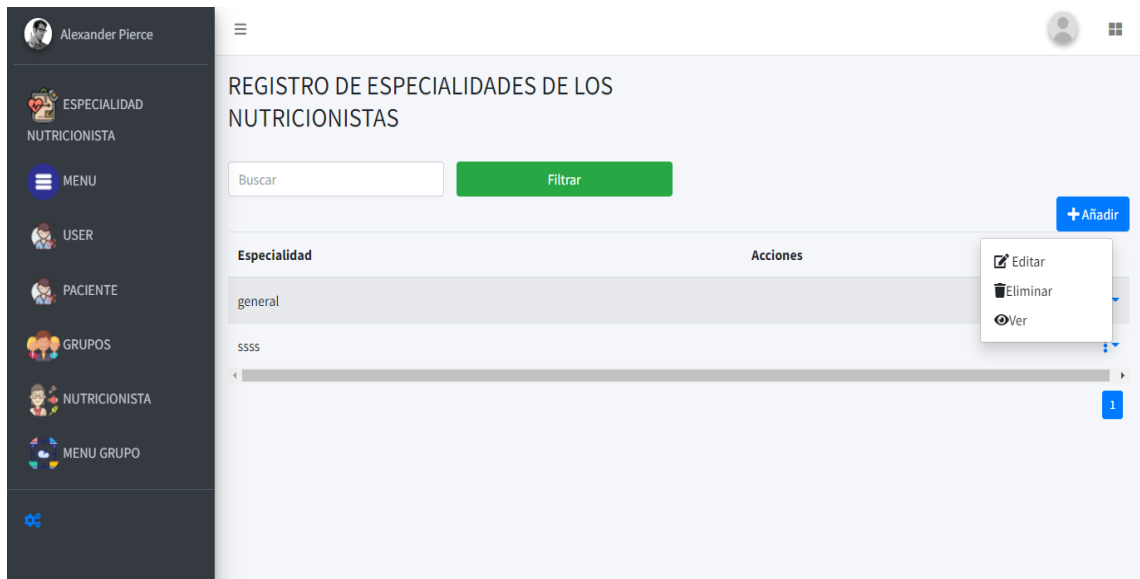 Alexander Pierce
ESPECIALIDAD
NUTRICIONISTA
MENU
USER
PACIENTE
GRUPOS
NUTRICIONISTA
MENU GRUPO
REGISTRO DE ESPECIALIDADES DE LOS
NUTRICIONISTAS
Buscar
Filtrar
Añadir
Especialidad
Acciones
Editar
Eliminar
Ver
general
ssss
1